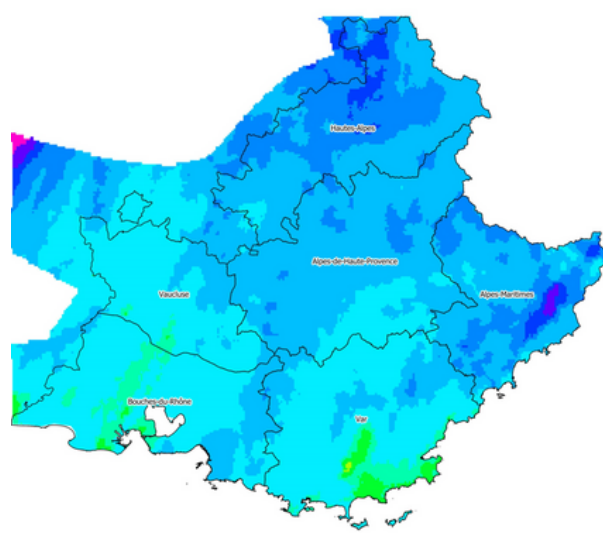 Hautes-Alpes
Alpes-de-Haute-Provence
Alpes-Maritimes
Vaucluse
Bouches-du-Rhône
Var